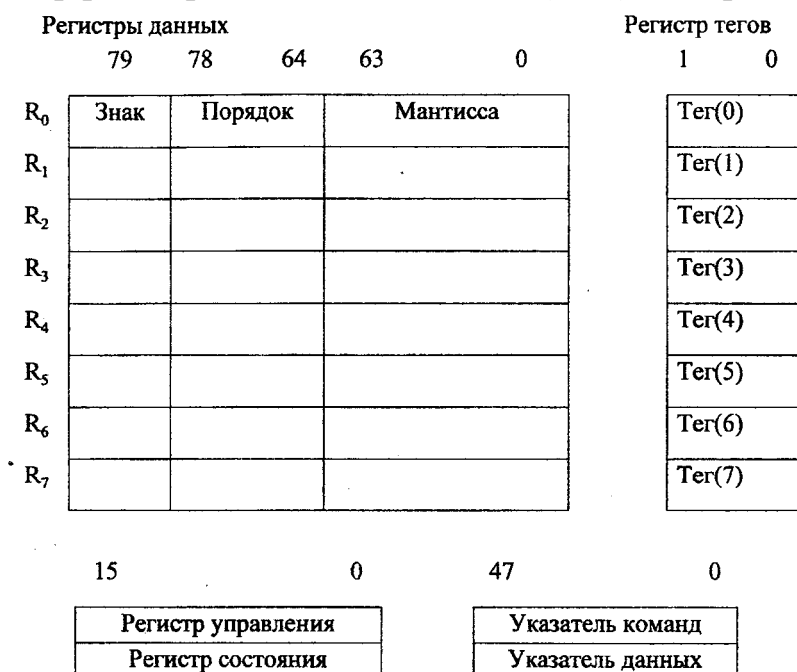 Регистры данных Регистр тегов
79 78 64 63 0 1 0
R₀ Знак Порядок Мантисса Тег(0)
R₁ Тег(1)
R₂ Тег(2)
R₃ Тег(3)
R₄ Тег(4)
R₅ Тег(5)
R₆ Тег(6)
R₇ Тег(7)
15 0 47 0
Регистр управления Указатель команд
Регистр состояния Указатель данных